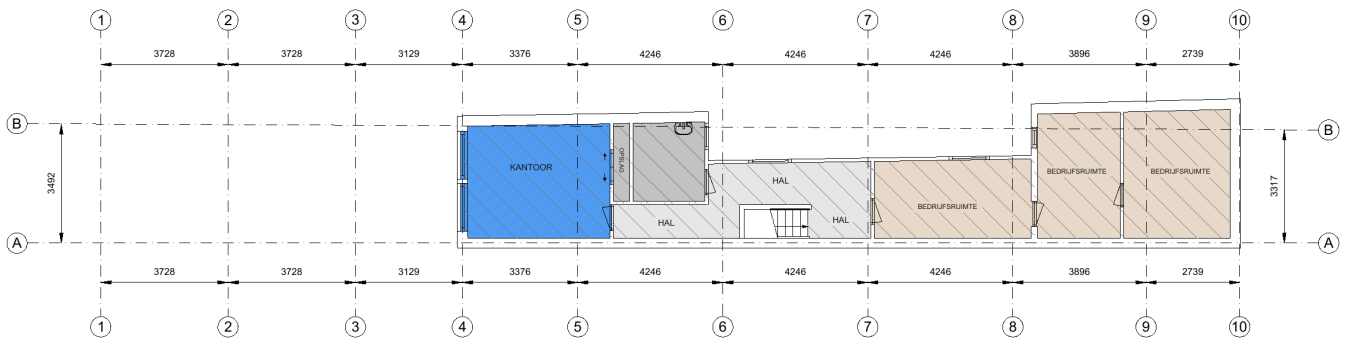 1 2 3 4 5 6 7 8 9 10
3728 3728 3129 3376 4246 4246 4246 3896 2739
B B
KANTOOR
OPSLAG
HAL
BEDRIJFSRUIMTE
BEDRIJFSRUIMTE
3492
3317
BEDRIJFSRUIMTE
HAL
HAL
A A
3728 3728 3129 3376 4246 4246 4246 3896 2739
1 2 3 4 5 6 7 8 9 10